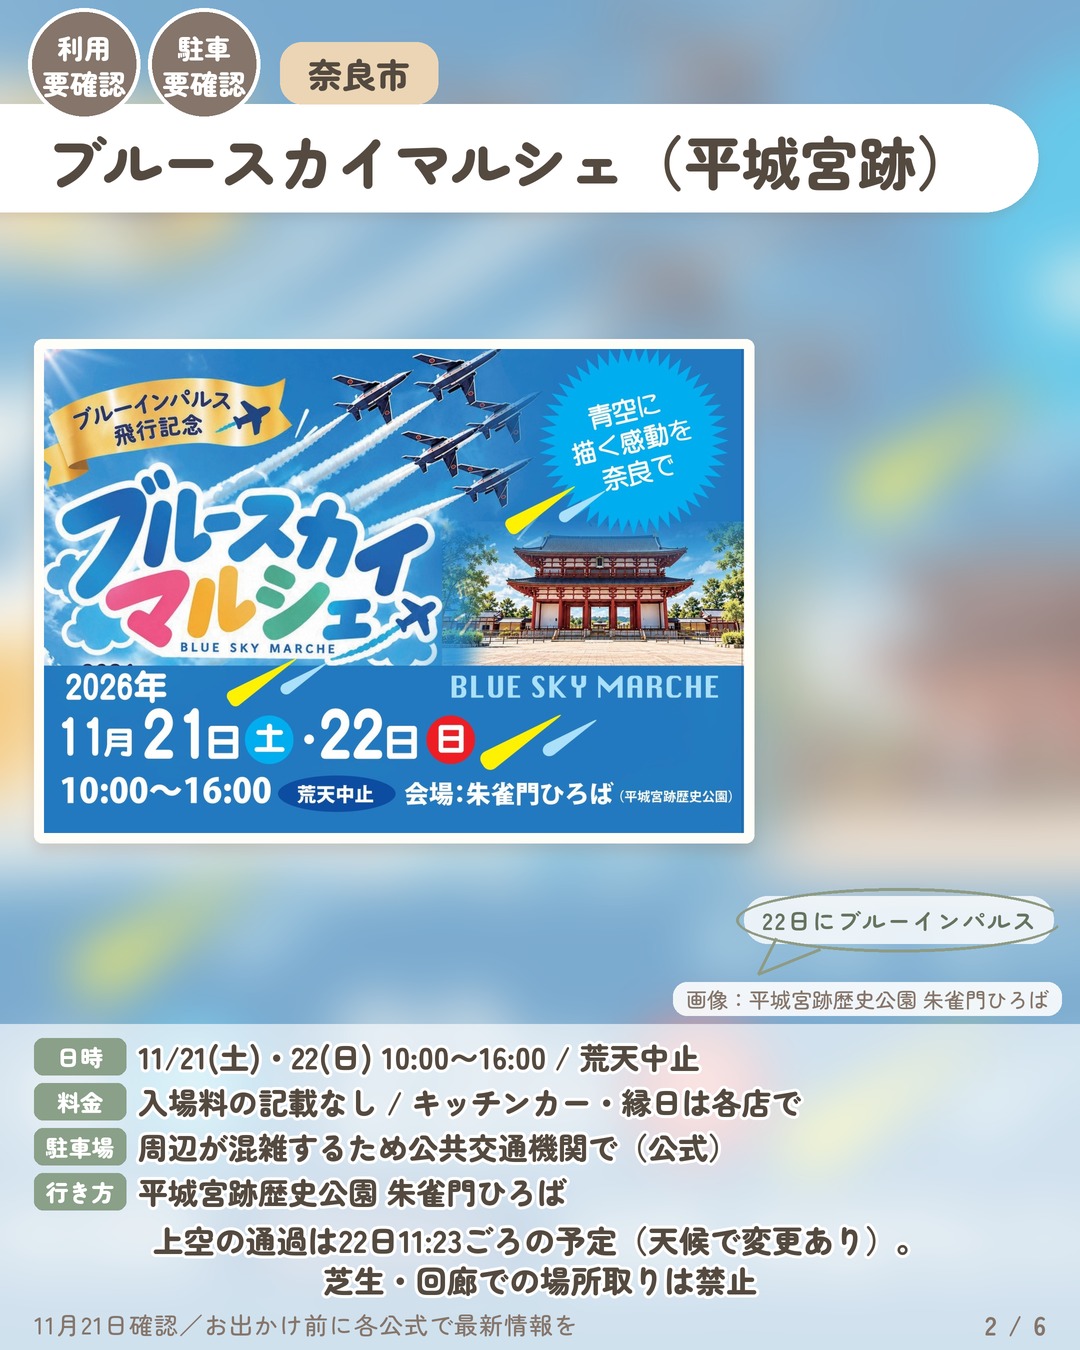 利用
要確認
駐車
要確認
奈良市
ブルースカイマルシェ（平城宮跡）
ブルーインパルス
飛行記念
青空に
描く感動を
奈良で
ブルースカイ
マルシェ
BLUE SKY MARCHE
2026年
BLUE SKY MARCHE
11月21日土・22日日
10:00〜16:00 荒天中止 会場：朱雀門ひろば（平城宮跡歴史公園）
22日にブルーインパルス
画像：平城宮跡歴史公園 朱雀門ひろば
日時 11/21(土)・22(日) 10:00〜16:00 / 荒天中止
料金 入場料の記載なし / キッチンカー・縁日は各店で
駐車場 周辺が混雑するため公共交通機関で（公式）
行き方 平城宮跡歴史公園 朱雀門ひろば
上空の通過は22日11:23ごろの予定（天候で変更あり）。
芝生・回廊での場所取りは禁止
11月21日確認／お出かけ前に各公式で最新情報を
2 / 6